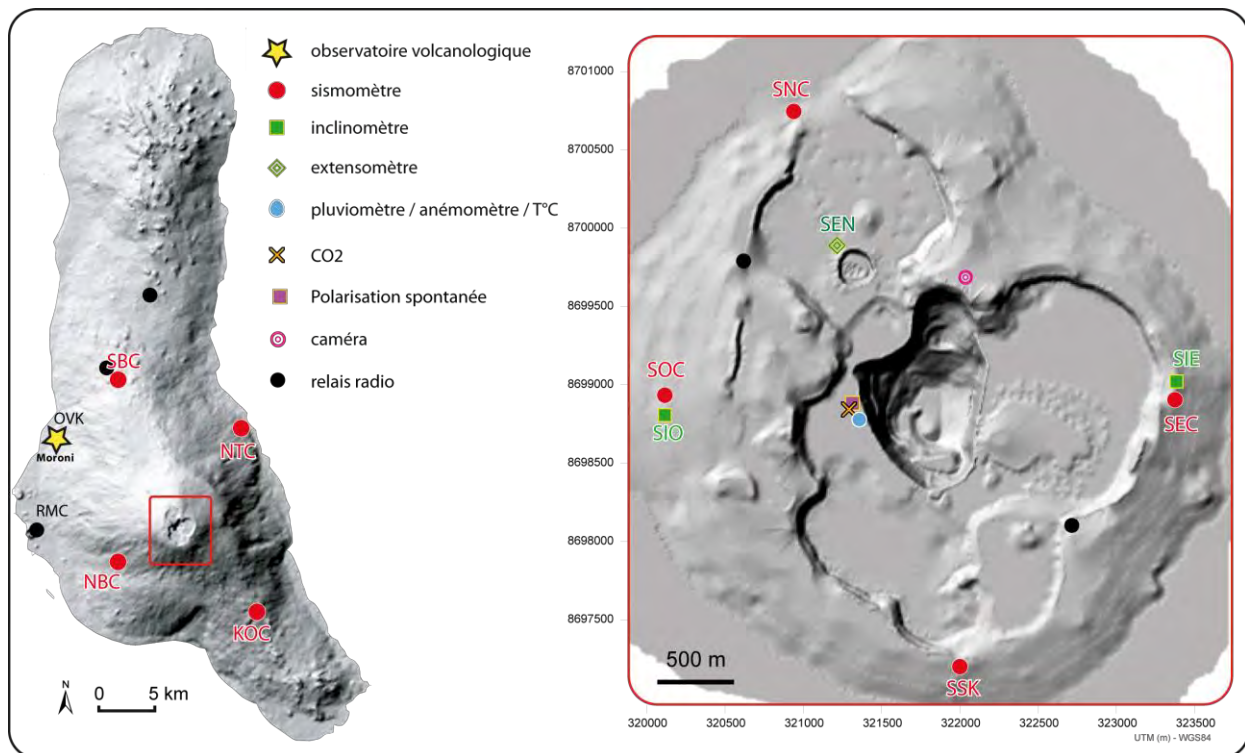 observatoire volcanologique
sismomètre
inclinomètre
extensomètre
pluviomètre / anémomètre / T°C
CO2
Polarisation spontanée
caméra
relais radio
SBC
OVK
Moroni
NTC
RMC
NBC
KOC
N
0 5 km
8701000
8700500
8700000
8699500
8699000
8698500
8698000
8697500
SNC
SEN
SOC
SIO
SIE
SEC
SSK
500 m
320000 320500 321000 321500 322000 322500 323000 323500
UTM (m) - WGS84